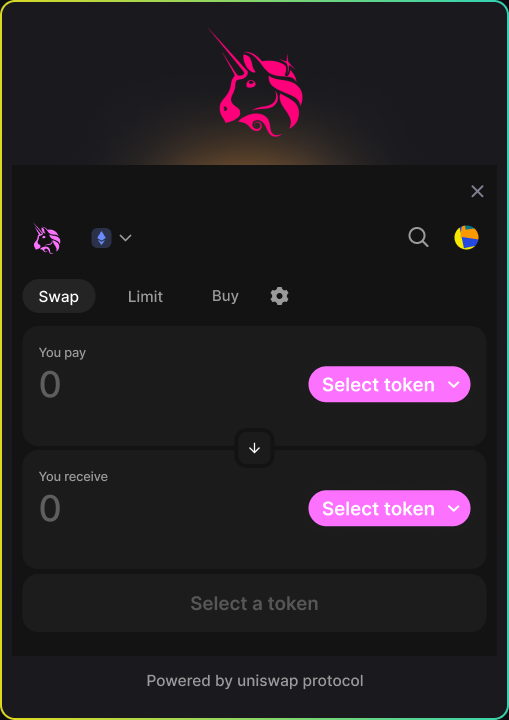 Swap Limit Buy
You pay
0
Select token
You receive
0
Select token
Select a token
Powered by uniswap protocol